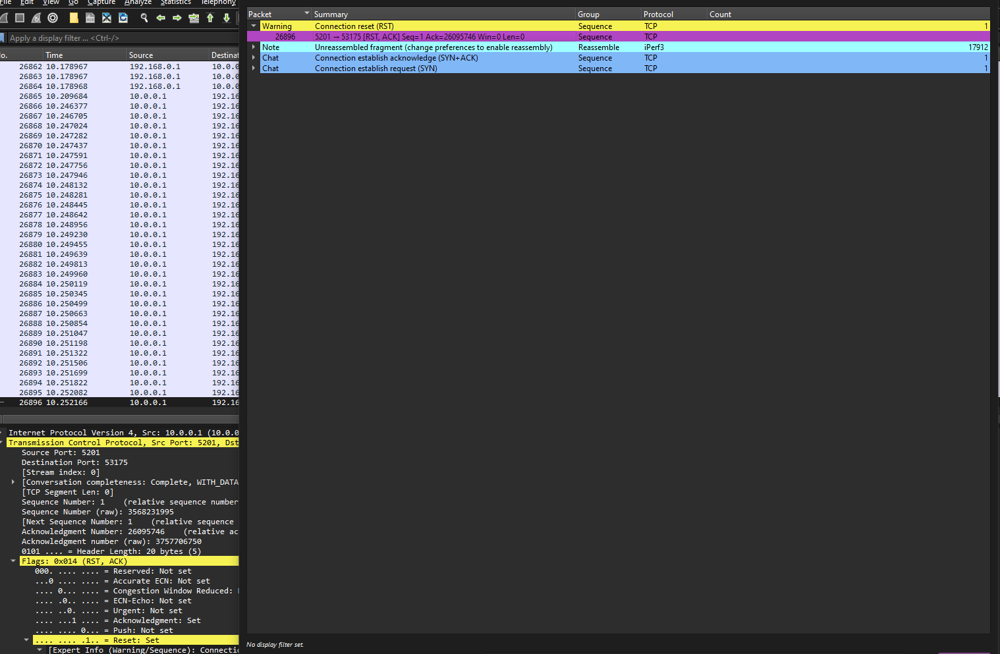 File Edit View Go Capture Analyze Statistics Telephony
Apply a display filter … <Ctrl-/>
No. Time Source Destinat
26862 10.178967 192.168.0.1 10.0.0
26863 10.178967 192.168.0.1 10.0.0
26864 10.178968 192.168.0.1 10.0.0
26865 10.209684 10.0.0.1 192.16
26866 10.246377 10.0.0.1 192.16
26867 10.246705 10.0.0.1 192.16
26868 10.247024 10.0.0.1 192.16
26869 10.247282 10.0.0.1 192.16
26870 10.247437 10.0.0.1 192.16
26871 10.247591 10.0.0.1 192.16
26872 10.247756 10.0.0.1 192.16
26873 10.247946 10.0.0.1 192.16
26874 10.248132 10.0.0.1 192.16
26875 10.248281 10.0.0.1 192.16
26876 10.248445 10.0.0.1 192.16
26877 10.248642 10.0.0.1 192.16
26878 10.248956 10.0.0.1 192.16
26879 10.249230 10.0.0.1 192.16
26880 10.249455 10.0.0.1 192.16
26881 10.249639 10.0.0.1 192.16
26882 10.249813 10.0.0.1 192.16
26883 10.249960 10.0.0.1 192.16
26884 10.250119 10.0.0.1 192.16
26885 10.250345 10.0.0.1 192.16
26886 10.250499 10.0.0.1 192.16
26887 10.250663 10.0.0.1 192.16
26888 10.250854 10.0.0.1 192.16
26889 10.251047 10.0.0.1 192.16
26890 10.251198 10.0.0.1 192.16
26891 10.251322 10.0.0.1 192.16
26892 10.251506 10.0.0.1 192.16
26893 10.251699 10.0.0.1 192.16
26894 10.251822 10.0.0.1 192.16
26895 10.252082 10.0.0.1 192.16
26896 10.252166 10.0.0.1 192.16
Internet Protocol Version 4, Src: 10.0.0.1 (10.0.0
Transmission Control Protocol, Src Port: 5201, Dst
Source Port: 5201
Destination Port: 53175
[Stream index: 0]
[Conversation completeness: Complete, WITH_DATA
[TCP Segment Len: 0]
Sequence Number: 1 (relative sequence number
Sequence Number (raw): 3568231995
[Next Sequence Number: 1 (relative sequence
Acknowledgment Number: 26095746 (relative ac
Acknowledgment number (raw): 3757706750
0101 .... = Header Length: 20 bytes (5)
Flags: 0x014 (RST, ACK)
000. .... .... = Reserved: Not set
...0 .... .... = Accurate ECN: Not set
.... 0... .... = Congestion Window Reduced:
.... .0.. .... = ECN-Echo: Not set
.... ..0. .... = Urgent: Not set
.... ...1 .... = Acknowledgment: Set
.... .... 0... = Push: Not set
.... .... .1.. = Reset: Set
[Expert Info (Warning/Sequence): Connectio
Packet Summary Group Protocol Count
Warning Connection reset (RST) Sequence TCP 1
26896 5201 → 53175 [RST, ACK] Seq=1 Ack=26095746 Win=0 Len=0 Sequence TCP
Note Unreassembled fragment (change preferences to enable reassembly) Reassemble iPerf3 17912
Chat Connection establish acknowledge (SYN+ACK) Sequence TCP 1
Chat Connection establish request (SYN) Sequence TCP 1
No display filter set.